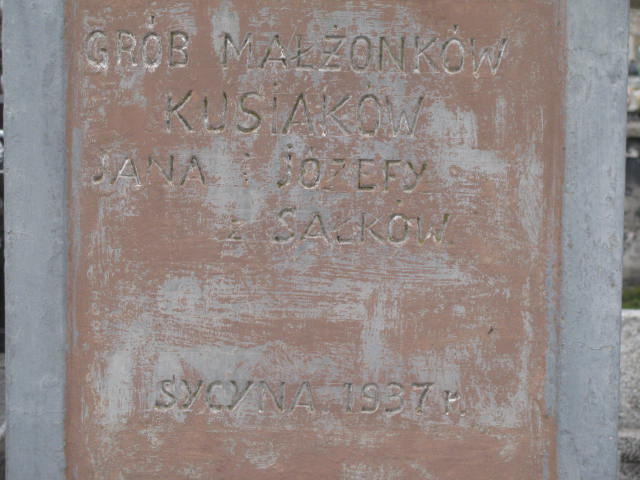 GRÓB MAŁŻONKÓW
KUSIAKÓW
JANA i JÓZEFY
z SAŁKÓW
SYCYNA 1937 r.